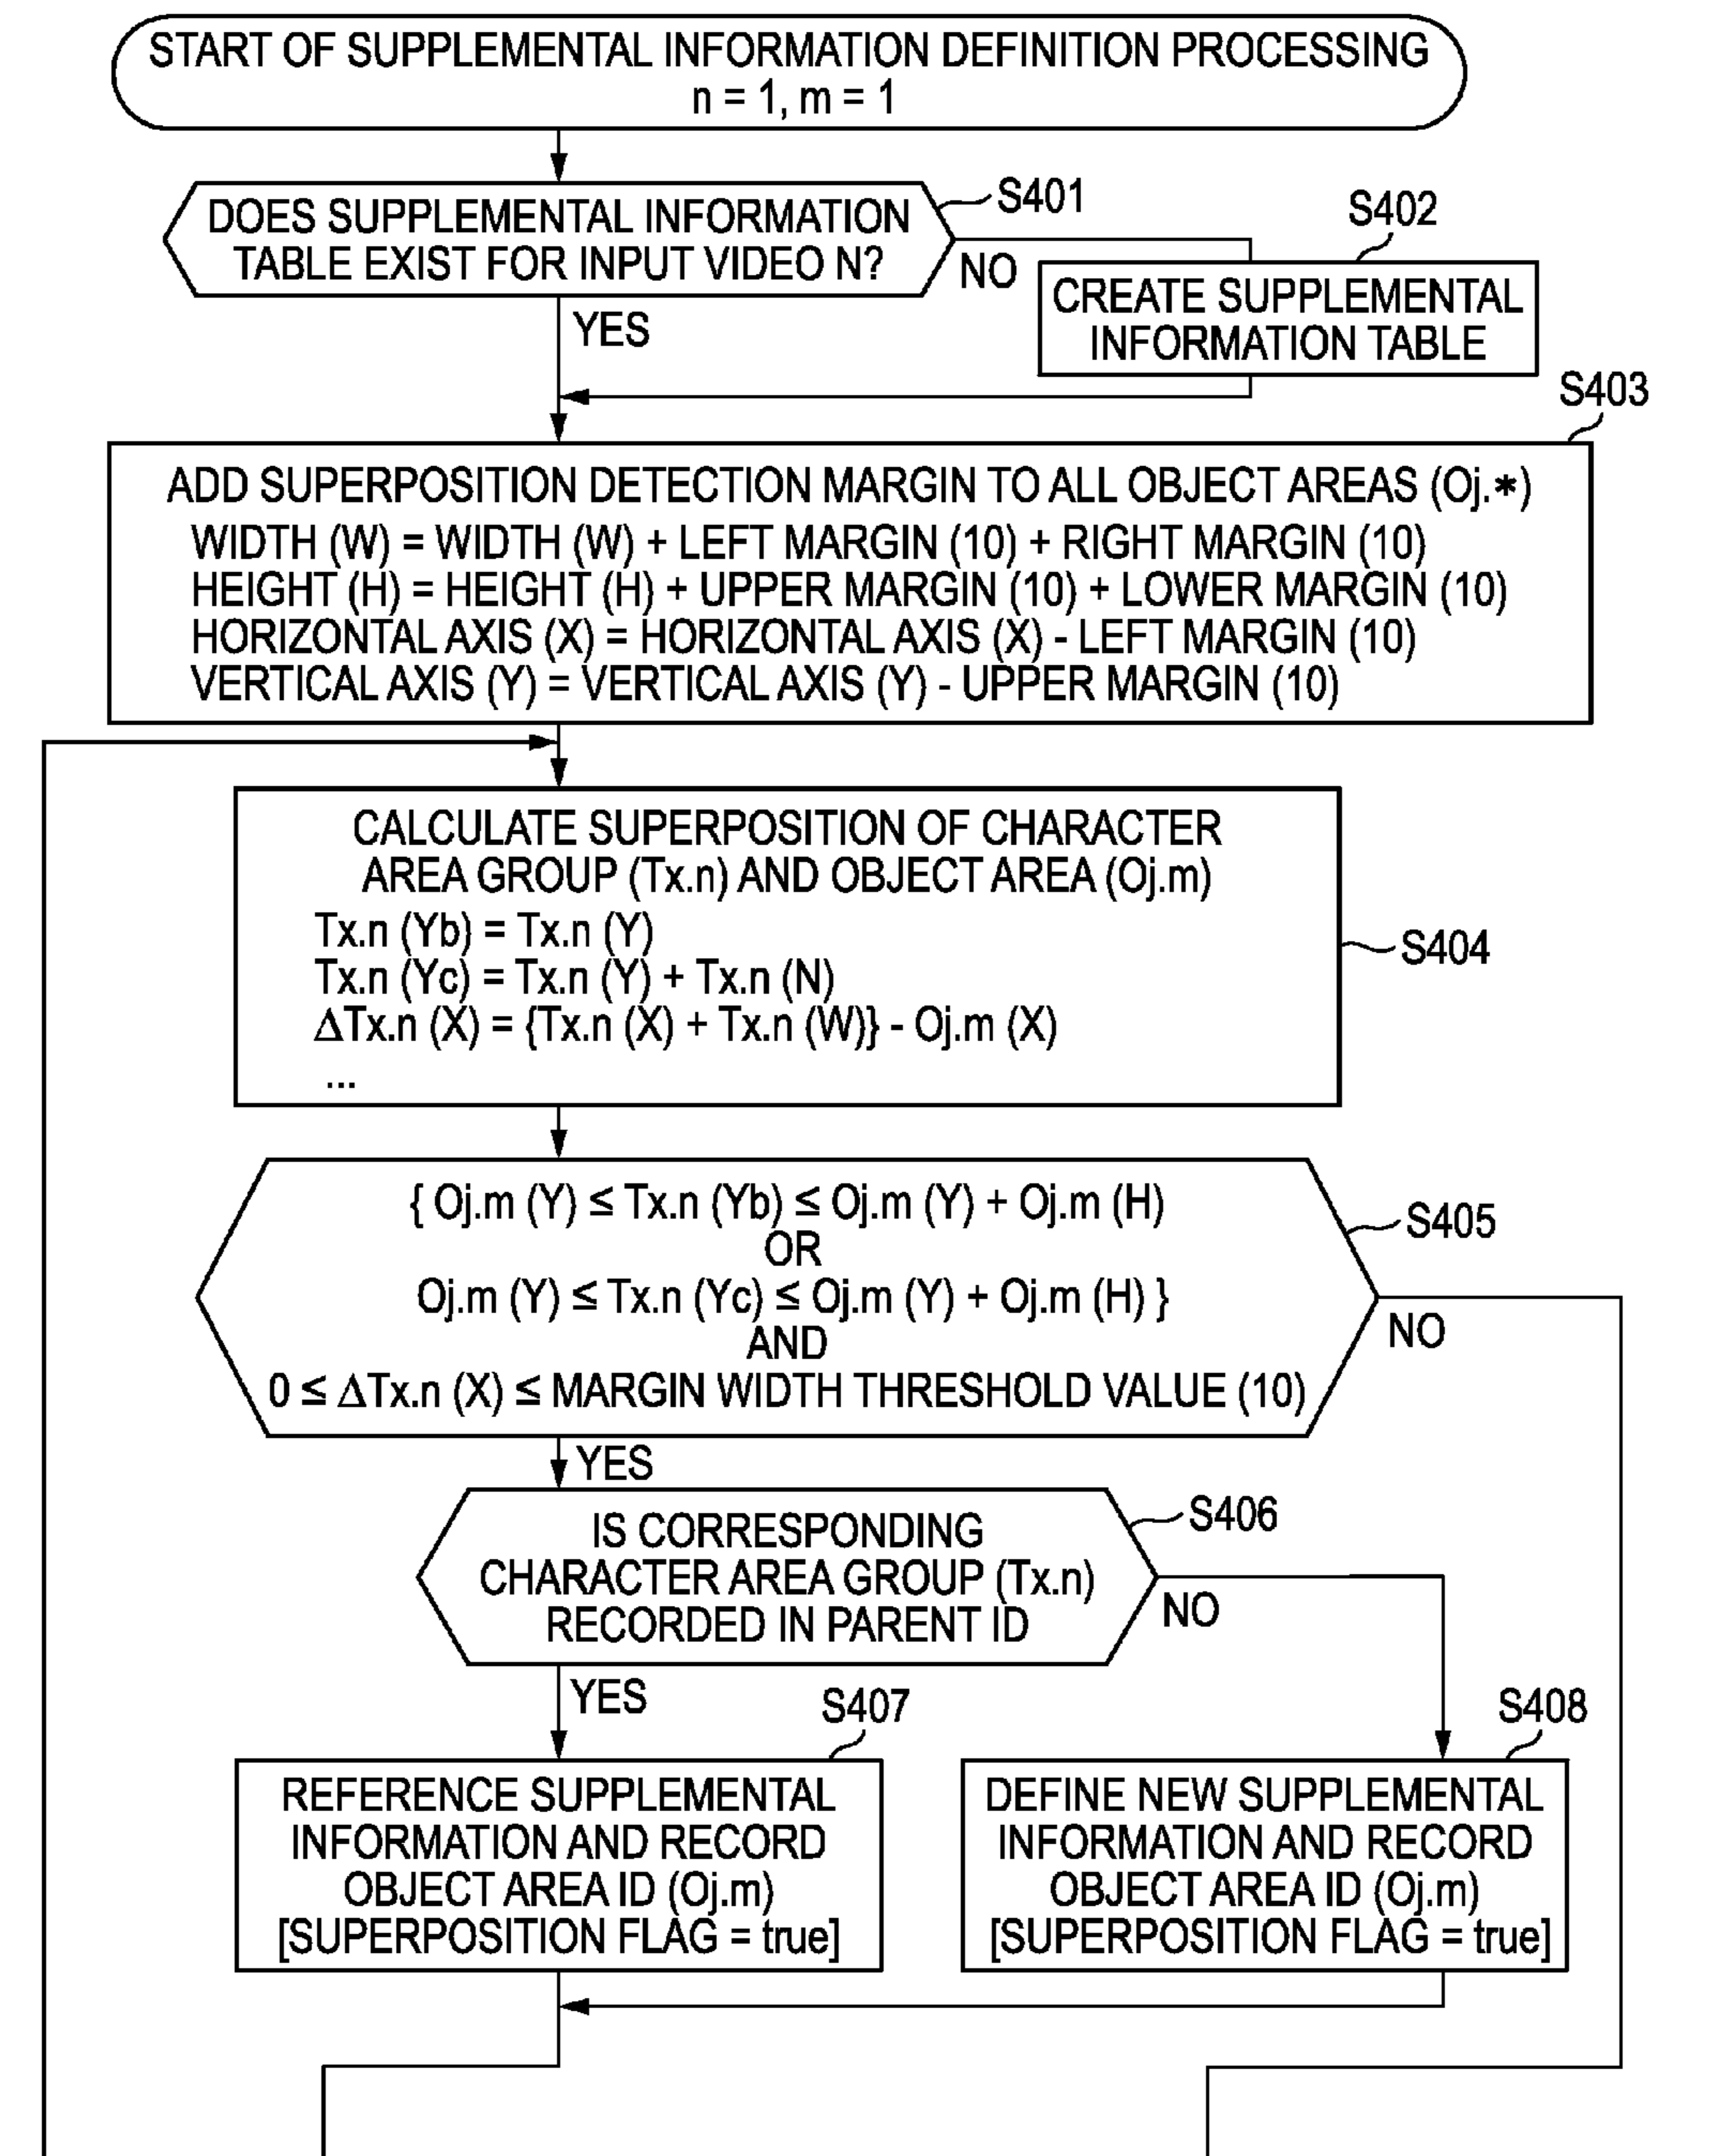 START OF SUPPLEMENTAL INFORMATION DEFINITION PROCESSING
n = 1, m = 1
DOES SUPPLEMENTAL INFORMATION
TABLE EXIST FOR INPUT VIDEO N?
S401
NO
YES
S402
CREATE SUPPLEMENTAL
INFORMATION TABLE
S403
ADD SUPERPOSITION DETECTION MARGIN TO ALL OBJECT AREAS (Oj.*)
WIDTH (W) = WIDTH (W) + LEFT MARGIN (10) + RIGHT MARGIN (10)
HEIGHT (H) = HEIGHT (H) + UPPER MARGIN (10) + LOWER MARGIN (10)
HORIZONTAL AXIS (X) = HORIZONTAL AXIS (X) - LEFT MARGIN (10)
VERTICAL AXIS (Y) = VERTICAL AXIS (Y) - UPPER MARGIN (10)
CALCULATE SUPERPOSITION OF CHARACTER
AREA GROUP (Tx.n) AND OBJECT AREA (Oj.m)
Tx.n (Yb) = Tx.n (Y)
Tx.n (Yc) = Tx.n (Y) + Tx.n (N)
ΔTx.n (X) = {Tx.n (X) + Tx.n (W)} - Oj.m (X)
...
S404
{ Oj.m (Y) ≤ Tx.n (Yb) ≤ Oj.m (Y) + Oj.m (H)
OR
Oj.m (Y) ≤ Tx.n (Yc) ≤ Oj.m (Y) + Oj.m (H) }
AND
0 ≤ ΔTx.n (X) ≤ MARGIN WIDTH THRESHOLD VALUE (10)
S405
NO
YES
IS CORRESPONDING
CHARACTER AREA GROUP (Tx.n)
RECORDED IN PARENT ID
S406
NO
YES
S407
REFERENCE SUPPLEMENTAL
INFORMATION AND RECORD
OBJECT AREA ID (Oj.m)
[SUPERPOSITION FLAG = true]
S408
DEFINE NEW SUPPLEMENTAL
INFORMATION AND RECORD
OBJECT AREA ID (Oj.m)
[SUPERPOSITION FLAG = true]